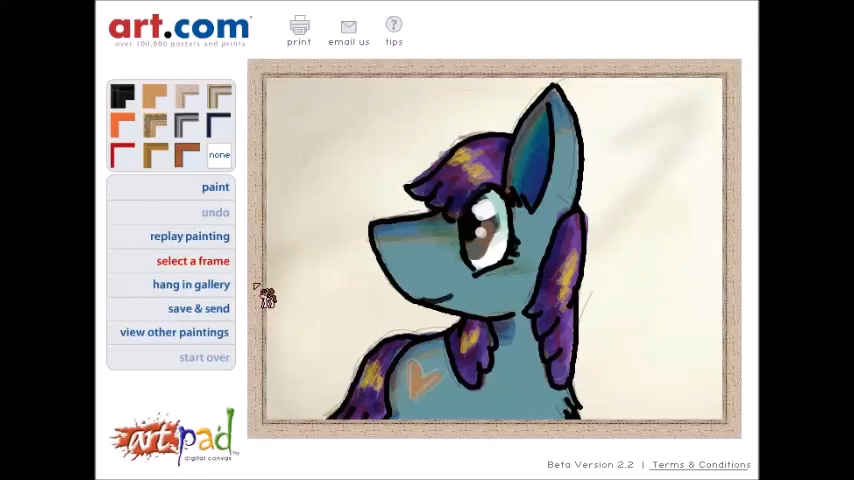 art.com
over 100,000 posters and prints
print
email us
tips
none
paint
undo
replay painting
select a frame
hang in gallery
save & send
view other paintings
start over
artpad
digital canvas
Beta Version 2.2 | Terms & Conditions